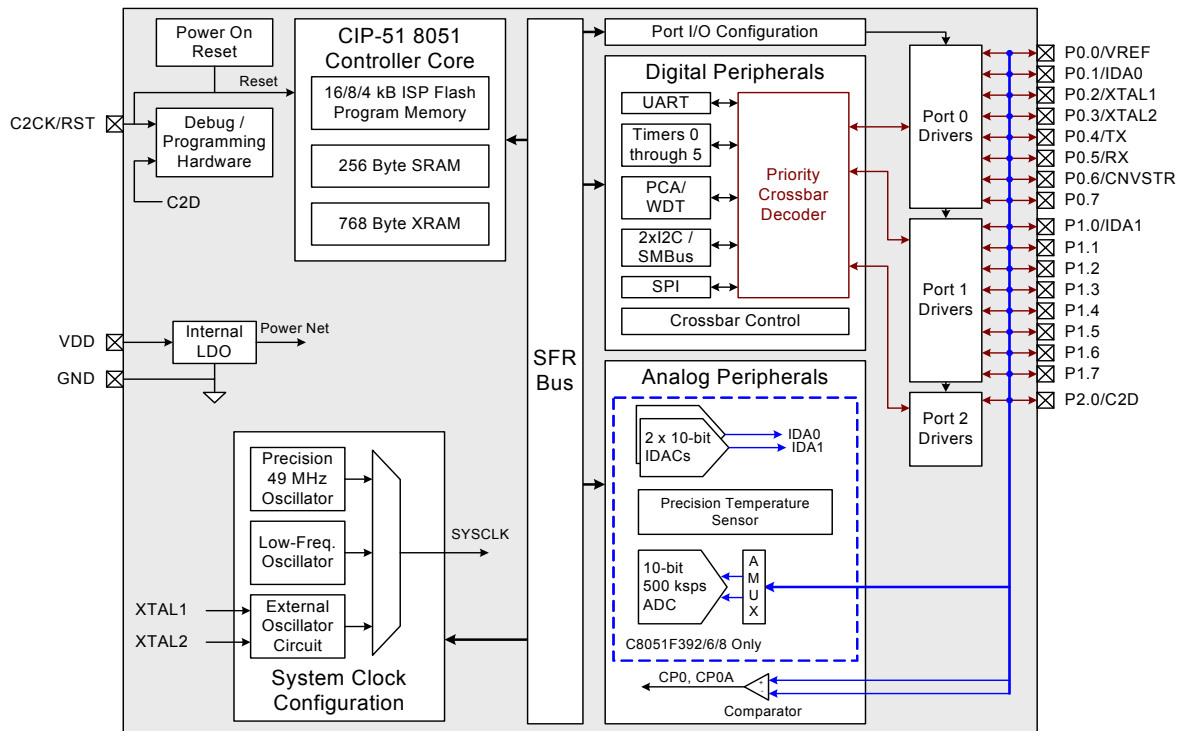 Power On
Reset
Reset
C2CK/RST
Debug /
Programming
Hardware
C2D
CIP-51 8051
Controller Core
16/8/4 kB ISP Flash
Program Memory
256 Byte SRAM
768 Byte XRAM
VDD
GND
Internal
LDO
Power Net
Precision
49 MHz
Oscillator
Low-Freq.
Oscillator
External
Oscillator
Circuit
XTAL1
XTAL2
SYSCLK
System Clock
Configuration
SFR
Bus
Port I/O Configuration
Digital Peripherals
UART
Timers 0
through 5
PCA/
WDT
2xI2C /
SMBus
SPI
Priority
Crossbar
Decoder
Crossbar Control
Analog Peripherals
2 x 10-bit
IDACs
IDA0
IDA1
Precision Temperature
Sensor
10-bit
500 ksps
ADC
A
M
U
X
C8051F392/6/8 Only
CP0, CP0A
+
-
Comparator
Port 0
Drivers
Port 1
Drivers
Port 2
Drivers
P0.0/VREF
P0.1/IDA0
P0.2/XTAL1
P0.3/XTAL2
P0.4/TX
P0.5/RX
P0.6/CNVSTR
P0.7
P1.0/IDA1
P1.1
P1.2
P1.3
P1.4
P1.5
P1.6
P1.7
P2.0/C2D